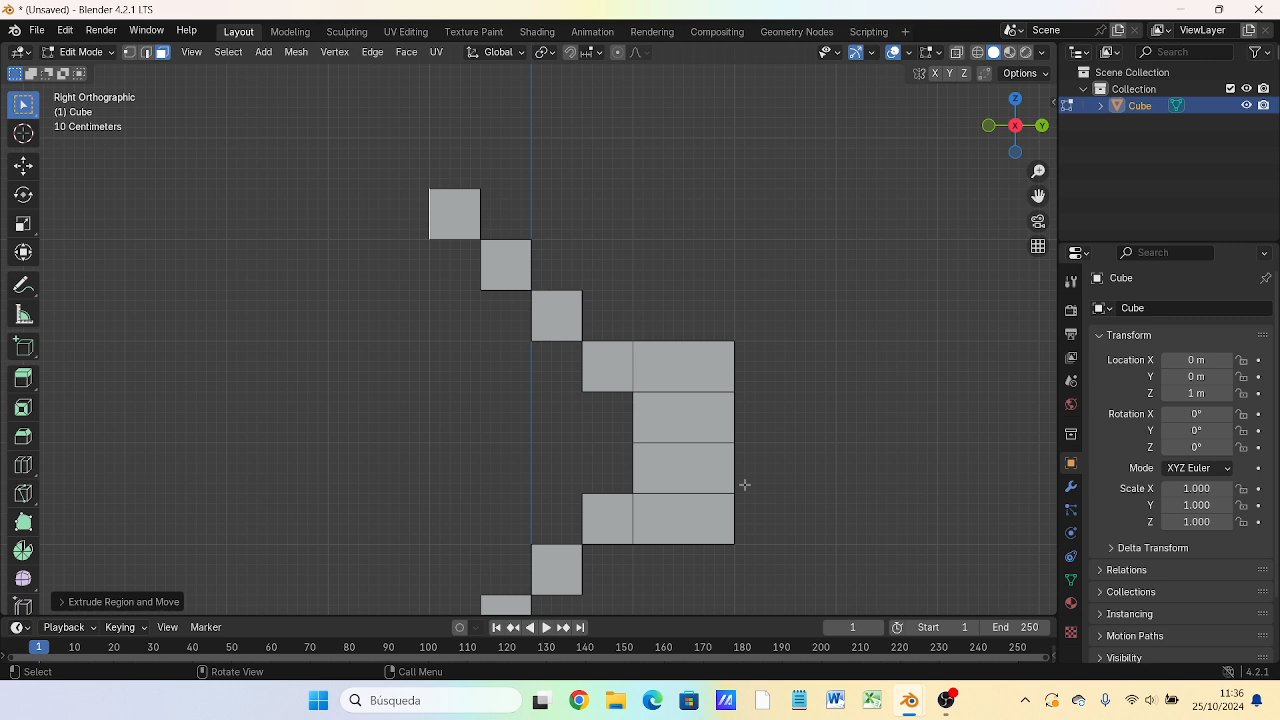 * (Unsaved) - Blender 4.2.1 LTS
File Edit Render Window Help Layout Modeling Sculpting UV Editing Texture Paint Shading Animation Rendering Compositing Geometry Nodes Scripting + Scene ViewLayer
Edit Mode View Select Add Mesh Vertex Edge Face UV Global Search
X Y Z Options
Scene Collection
Collection
Cube
Right Orthographic
(1) Cube
10 Centimeters
Z
X
Y
Search
Cube
Cube
Transform
Location X 0 m
Y 0 m
Z 1 m
Rotation X 0°
Y 0°
Z 0°
Mode XYZ Euler
Scale X 1.000
Y 1.000
Z 1.000
Delta Transform
Relations
Collections
Instancing
Motion Paths
Visibility
Extrude Region and Move
Playback Keying View Marker 1 Start 1 End 250
1 10 20 30 40 50 60 70 80 90 100 110 120 130 140 150 160 170 180 190 200 210 220 230 240 250
Select Rotate View Call Menu 4.2.1
Búsqueda
11:36
25/10/2024